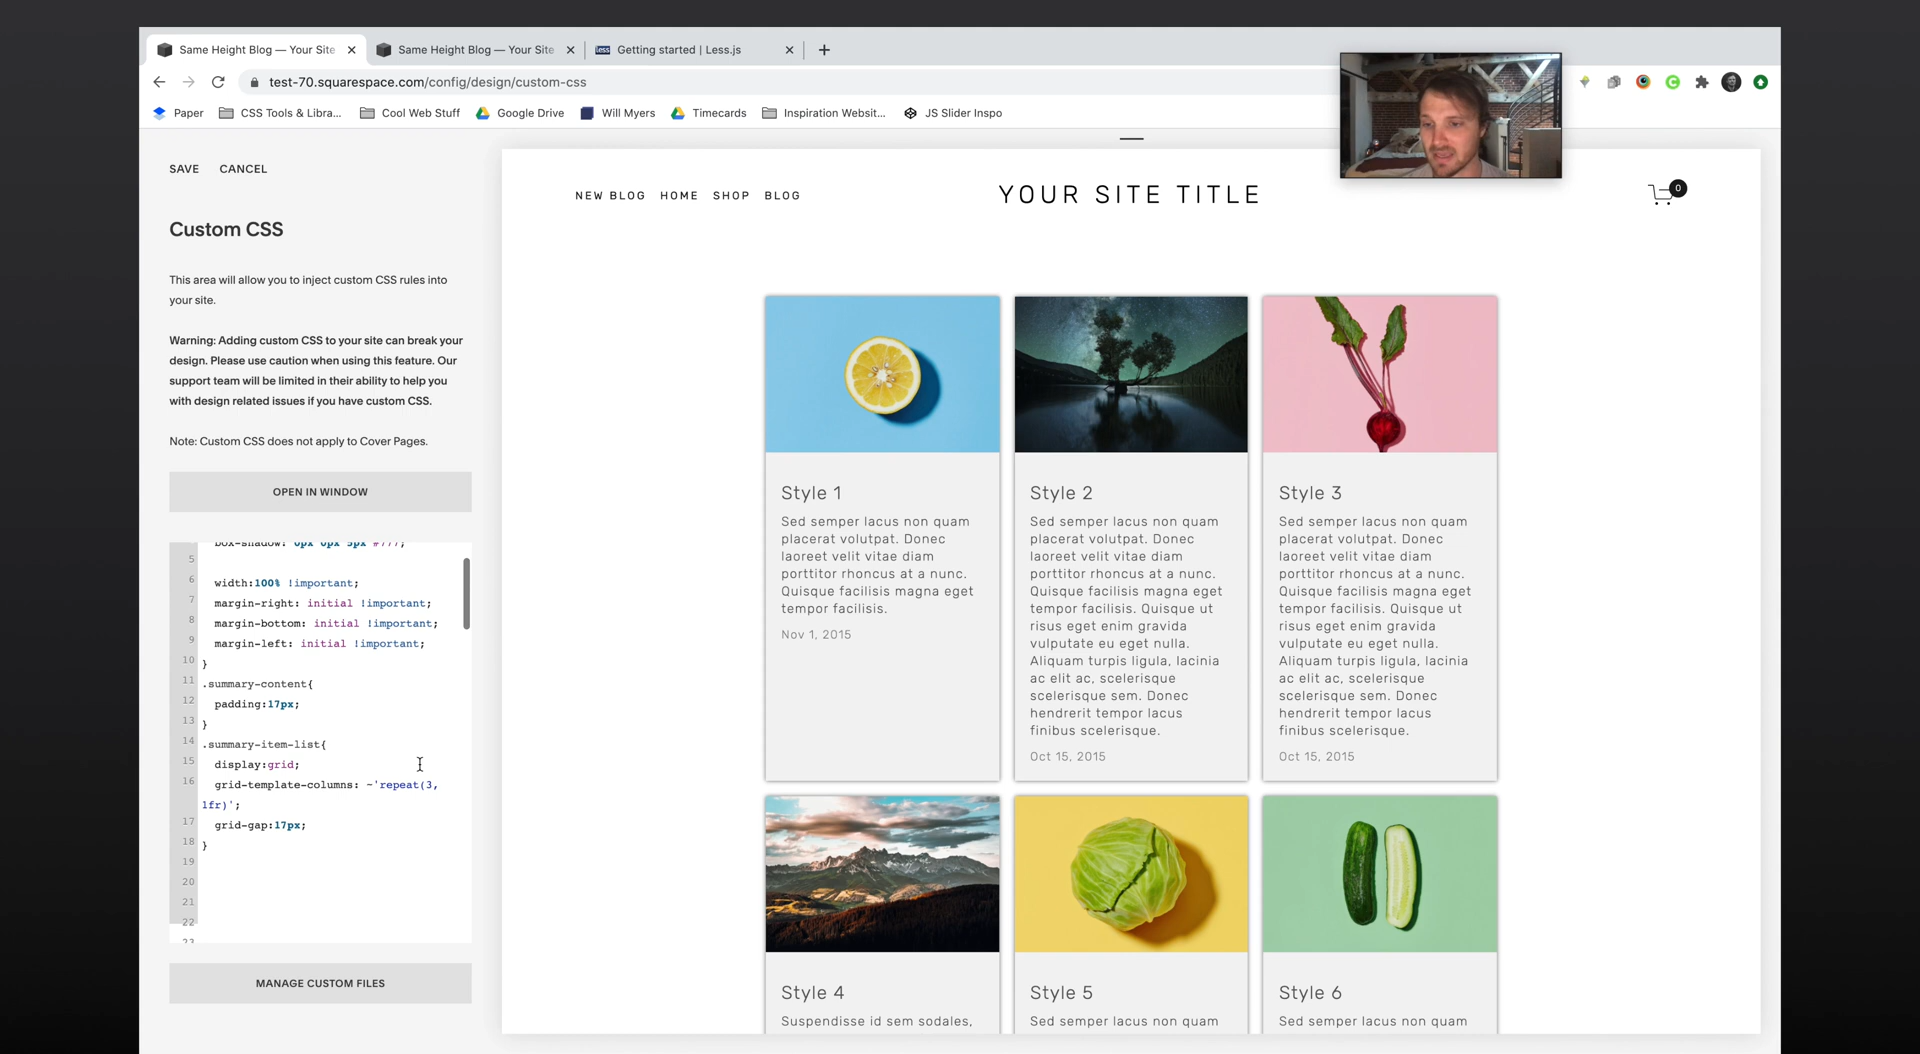 Same Height Blog — Your Site
Same Height Blog — Your Site
less
Getting started | Less.js
test-70.squarespace.com/config/design/custom-css
Paper
CSS Tools & Libra...
Cool Web Stuff
Google Drive
Will Myers
Timecards
Inspiration Websit...
JS Slider Inspo
SAVE CANCEL
Custom CSS
This area will allow you to inject custom CSS rules into
your site.
Warning: Adding custom CSS to your site can break your
design. Please use caution when using this feature. Our
support team will be limited in their ability to help you
with design related issues if you have custom CSS.
Note: Custom CSS does not apply to Cover Pages.
OPEN IN WINDOW
box-shadow: 0px 0px 5px #777;
5
6 width:100% !important;
7 margin-right: initial !important;
8 margin-bottom: initial !important;
9 margin-left: initial !important;
10 }
11 .summary-content{
12 padding:17px;
13 }
14 .summary-item-list{
15 display:grid;
16 grid-template-columns: ~'repeat(3,
1fr)';
17 grid-gap:17px;
18 }
19
20
21
22
23
MANAGE CUSTOM FILES
NEW BLOG HOME SHOP BLOG
YOUR SITE TITLE
0
Style 1
Sed semper lacus non quam
placerat volutpat. Donec
laoreet velit vitae diam
porttitor rhoncus at a nunc.
Quisque facilisis magna eget
tempor facilisis.
Nov 1, 2015
Style 2
Sed semper lacus non quam
placerat volutpat. Donec
laoreet velit vitae diam
porttitor rhoncus at a nunc.
Quisque facilisis magna eget
tempor facilisis. Quisque ut
risus eget enim gravida
vulputate eu eget nulla.
Aliquam turpis ligula, lacinia
ac elit ac, scelerisque
scelerisque sem. Donec
hendrerit tempor lacus
finibus scelerisque.
Oct 15, 2015
Style 3
Sed semper lacus non quam
placerat volutpat. Donec
laoreet velit vitae diam
porttitor rhoncus at a nunc.
Quisque facilisis magna eget
tempor facilisis. Quisque ut
risus eget enim gravida
vulputate eu eget nulla.
Aliquam turpis ligula, lacinia
ac elit ac, scelerisque
scelerisque sem. Donec
hendrerit tempor lacus
finibus scelerisque.
Oct 15, 2015
Style 4
Suspendisse id sem sodales,
Style 5
Sed semper lacus non quam
Style 6
Sed semper lacus non quam